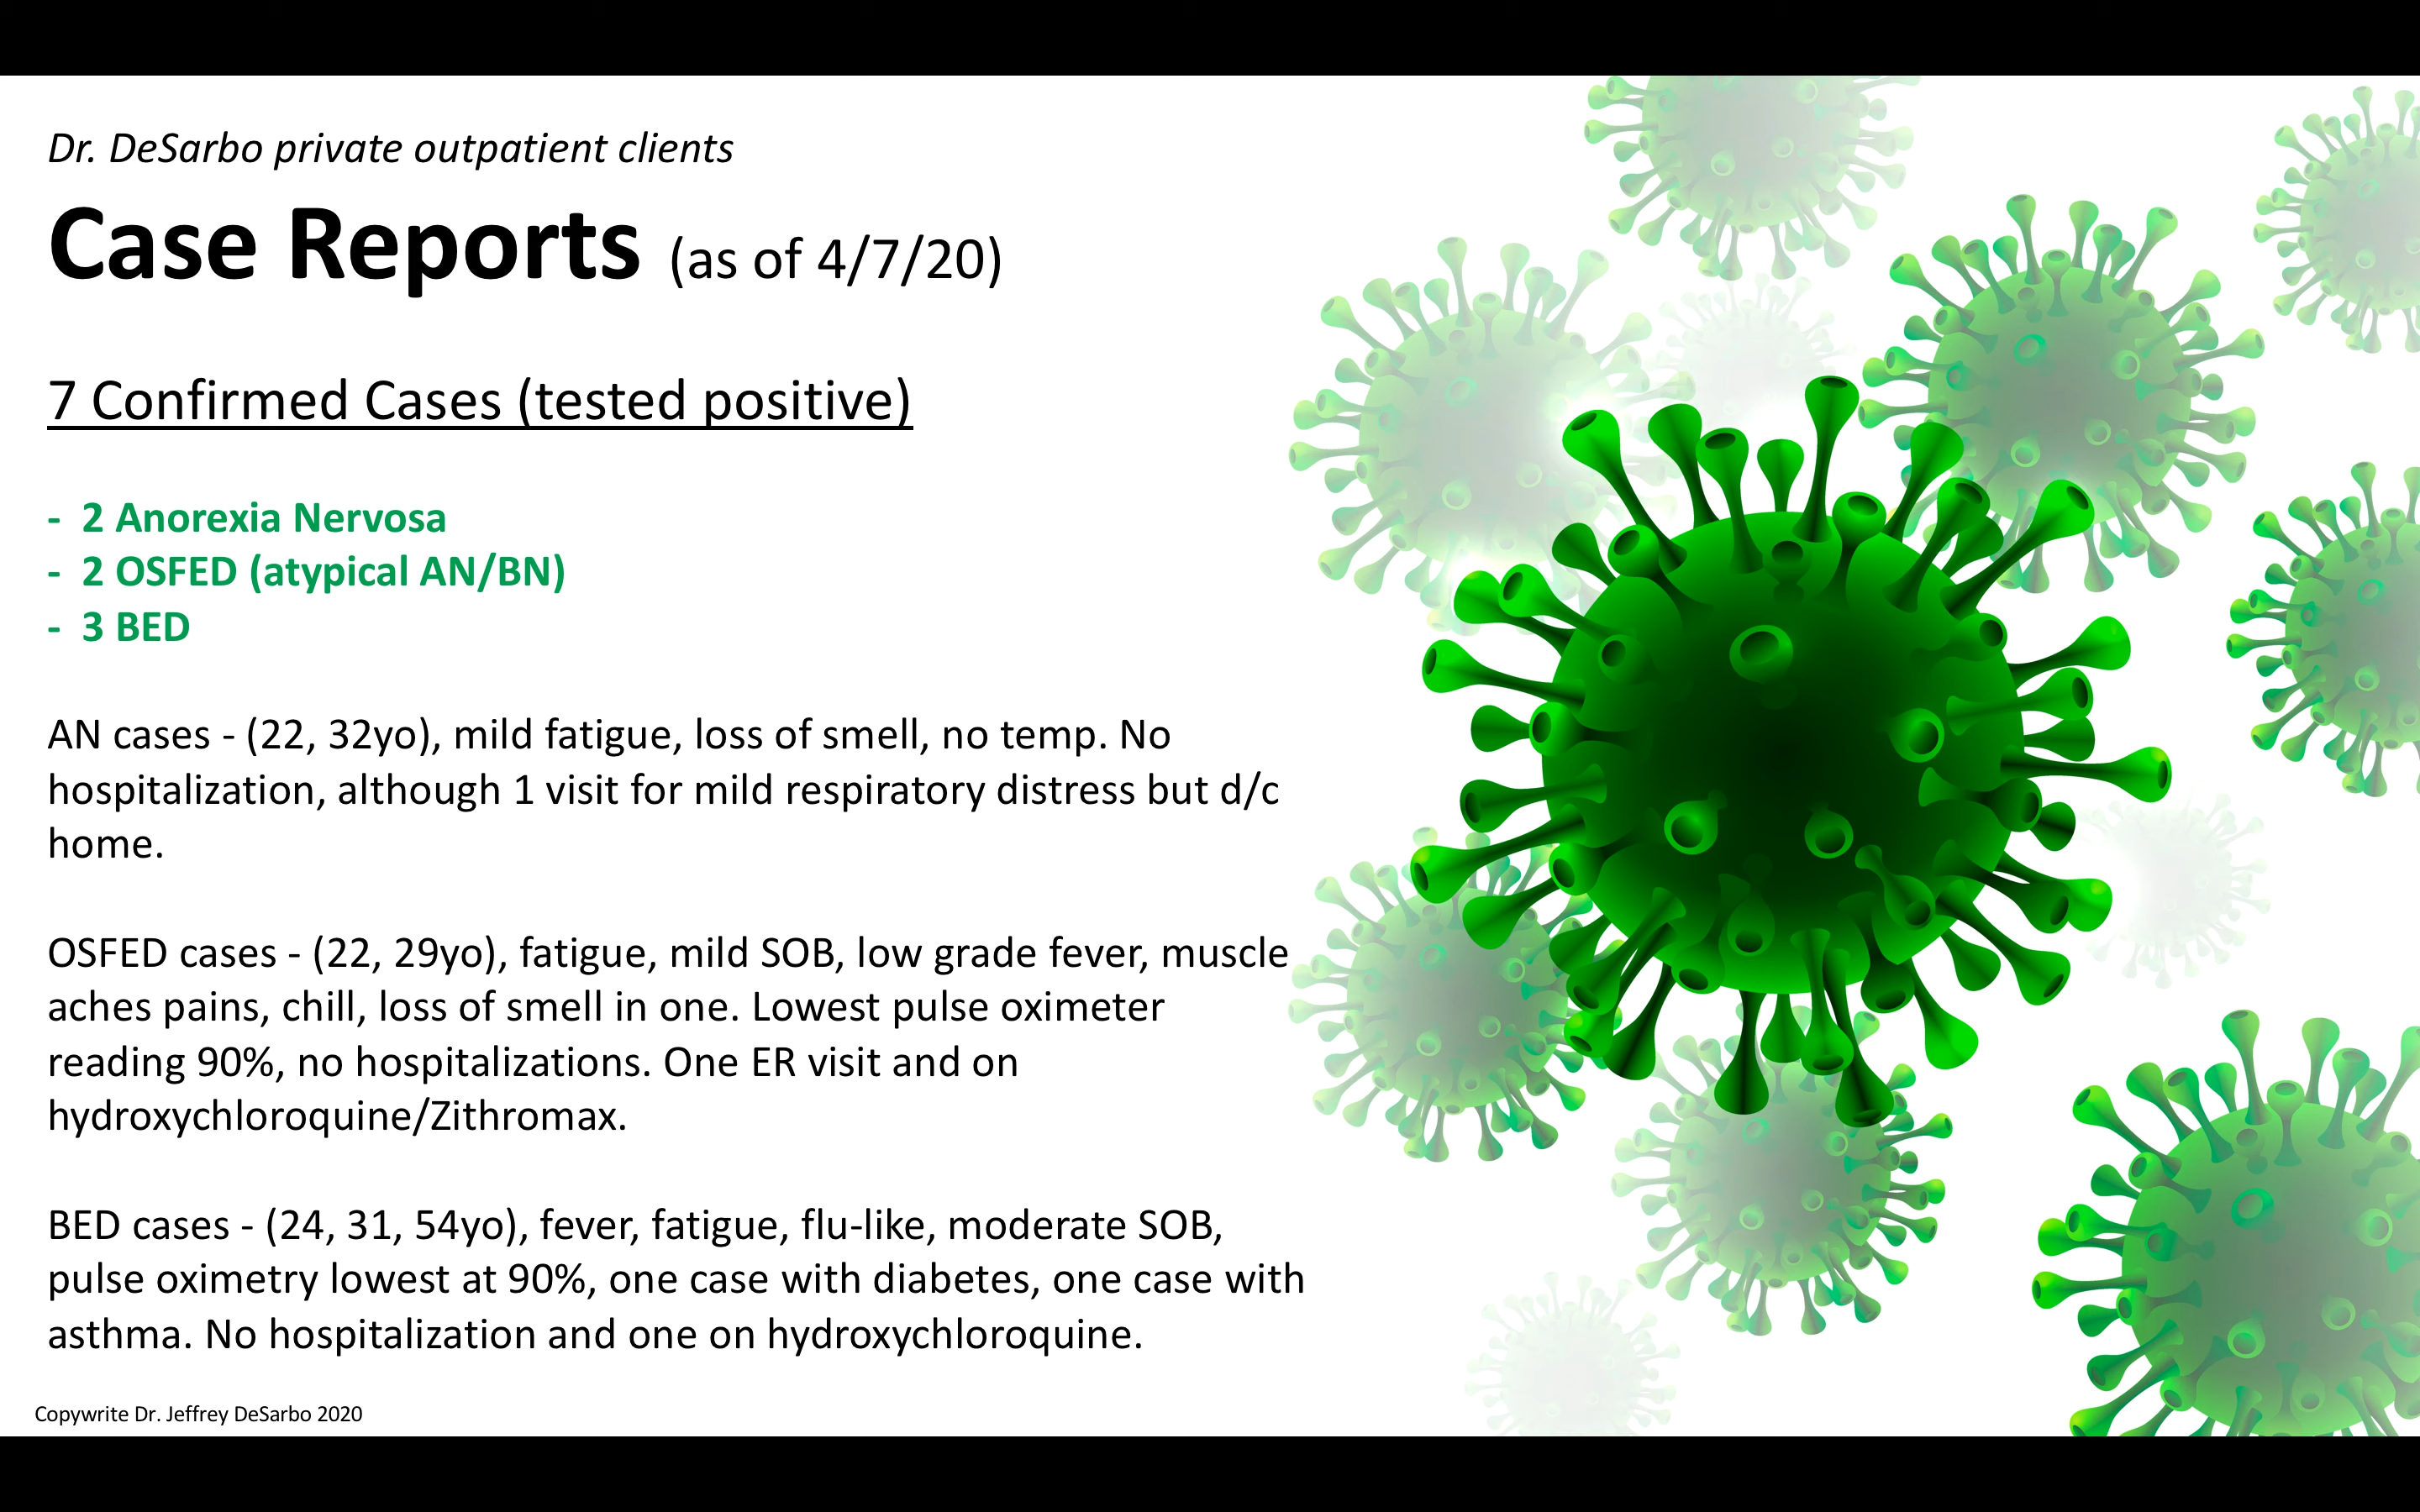 Dr. DeSarbo private outpatient clients
Case Reports (as of 4/7/20)
7 Confirmed Cases (tested positive)
- 2 Anorexia Nervosa
- 2 OSFED (atypical AN/BN)
- 3 BED
AN cases - (22, 32yo), mild fatigue, loss of smell, no temp. No
hospitalization, although 1 visit for mild respiratory distress but d/c
home.
OSFED cases - (22, 29yo), fatigue, mild SOB, low grade fever, muscle
aches pains, chill, loss of smell in one. Lowest pulse oximeter
reading 90%, no hospitalizations. One ER visit and on
hydroxychloroquine/Zithromax.
BED cases - (24, 31, 54yo), fever, fatigue, flu-like, moderate SOB,
pulse oximetry lowest at 90%, one case with diabetes, one case with
asthma. No hospitalization and one on hydroxychloroquine.
Copywrite Dr. Jeffrey DeSarbo 2020